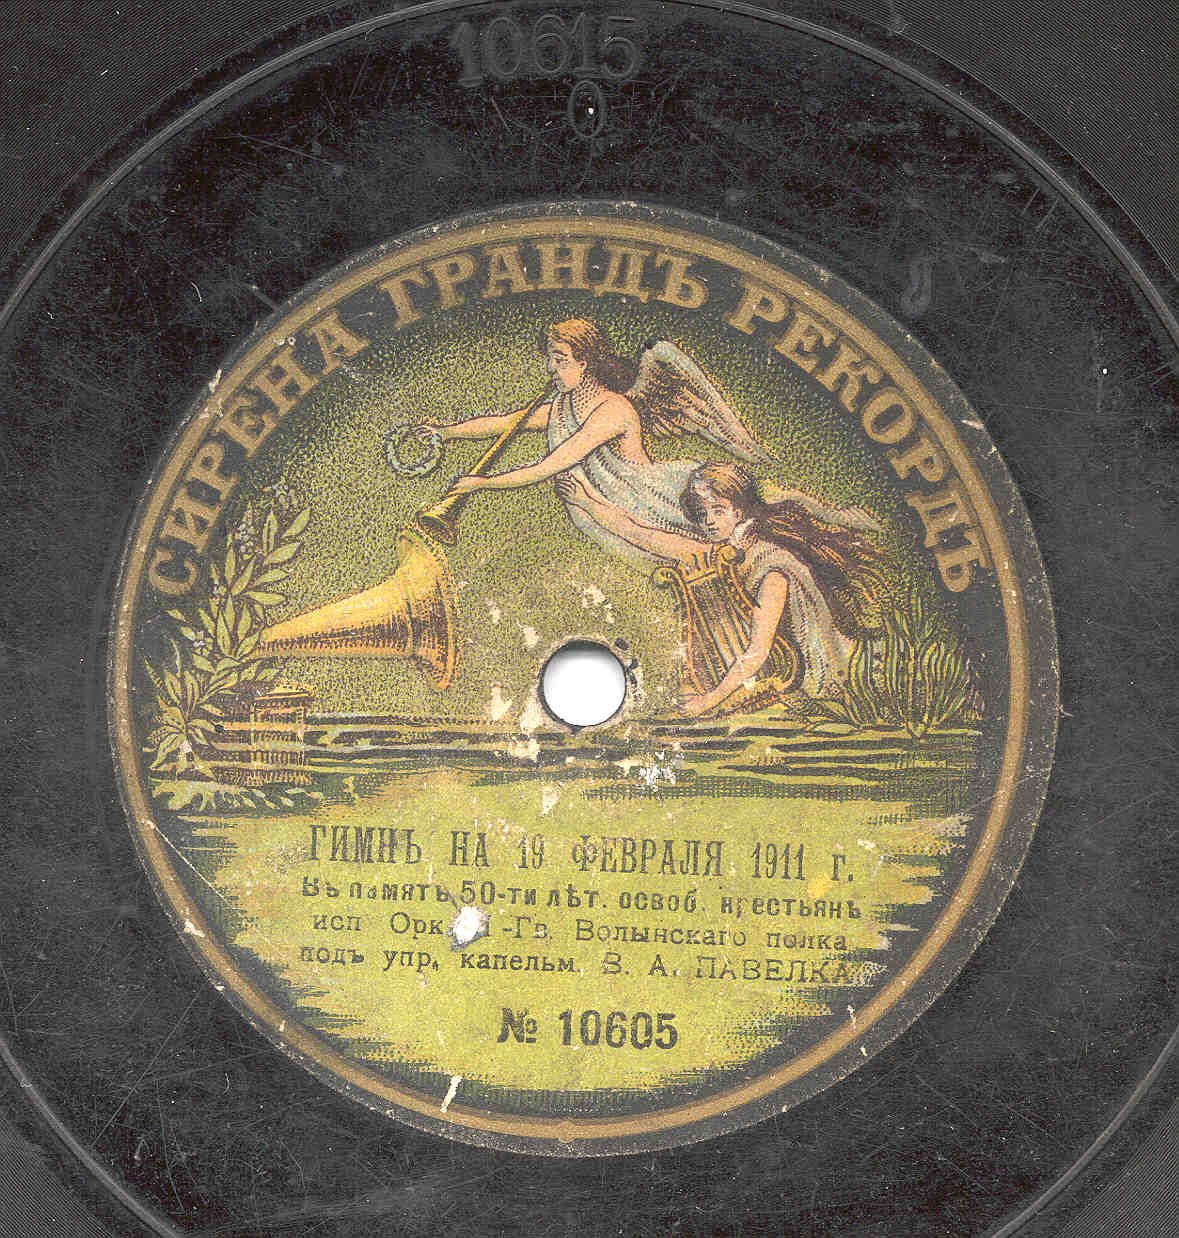 10615
0
СИРЕНА ГРАНДЪ РЕКОРДЪ
ГИМНЪ НА 19 ФЕВРАЛЯ 1911 г.
Въ память 50-ти лѣт. освоб. крестьянъ
исп Орк. -Гв. Волынскаго полка
подъ упр. капельм. В. А. ПАВЕЛКА
№ 10605